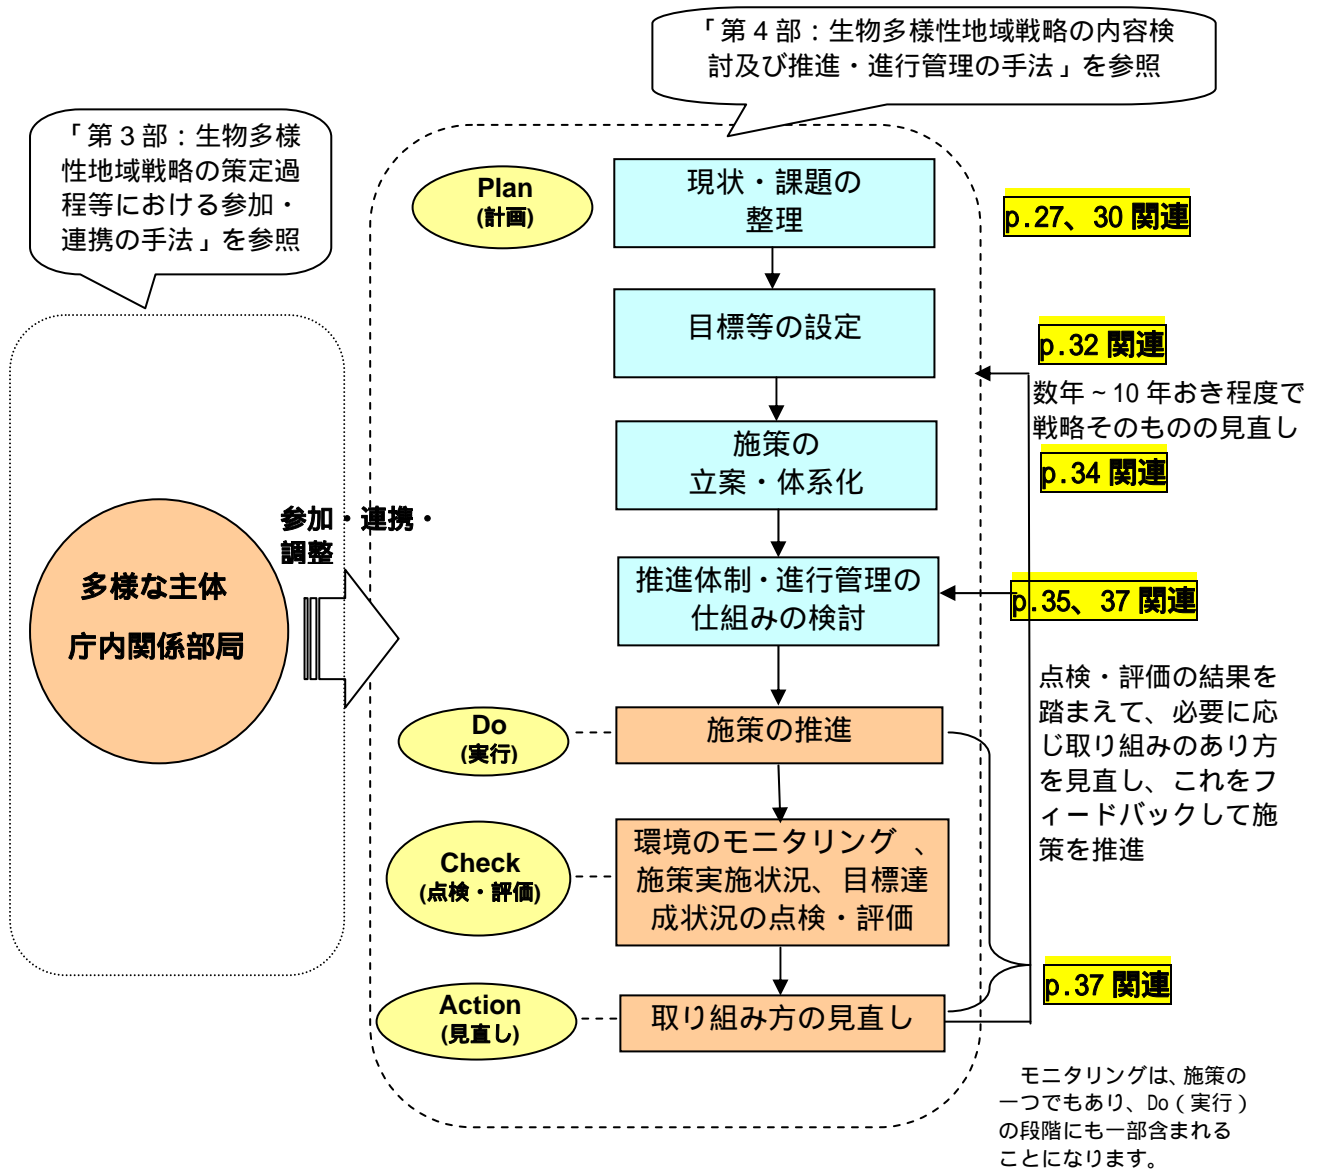 「第４部：生物多様性地域戦略の内容検
討及び推進・進行管理の手法」を参照
「第３部：生物多様
性地域戦略の策定過
程等における参加・
連携の手法」を参照
Plan
(計画)
現状・課題の
整理
p.27、30 関連
目標等の設定
p.32 関連
数年～10 年おき程度で
戦略そのものの見直し
施策の
立案・体系化
p.34 関連
参加・連携・
調整
多様な主体
庁内関係部局
推進体制・進行管理の
仕組みの検討
p.35、37 関連
点検・評価の結果を
踏まえて、必要に応
じ取り組みのあり方
を見直し、これをフ
ィードバックして施
策を推進
Do
(実行)
施策の推進
Check
(点検・評価)
環境のモニタリング 、
施策実施状況、目標達
成状況の点検・評価
p.37 関連
Action
(見直し)
取り組み方の見直し
モニタリングは、施策の
一つでもあり、Do（実行）
の段階にも一部含まれる
ことになります。